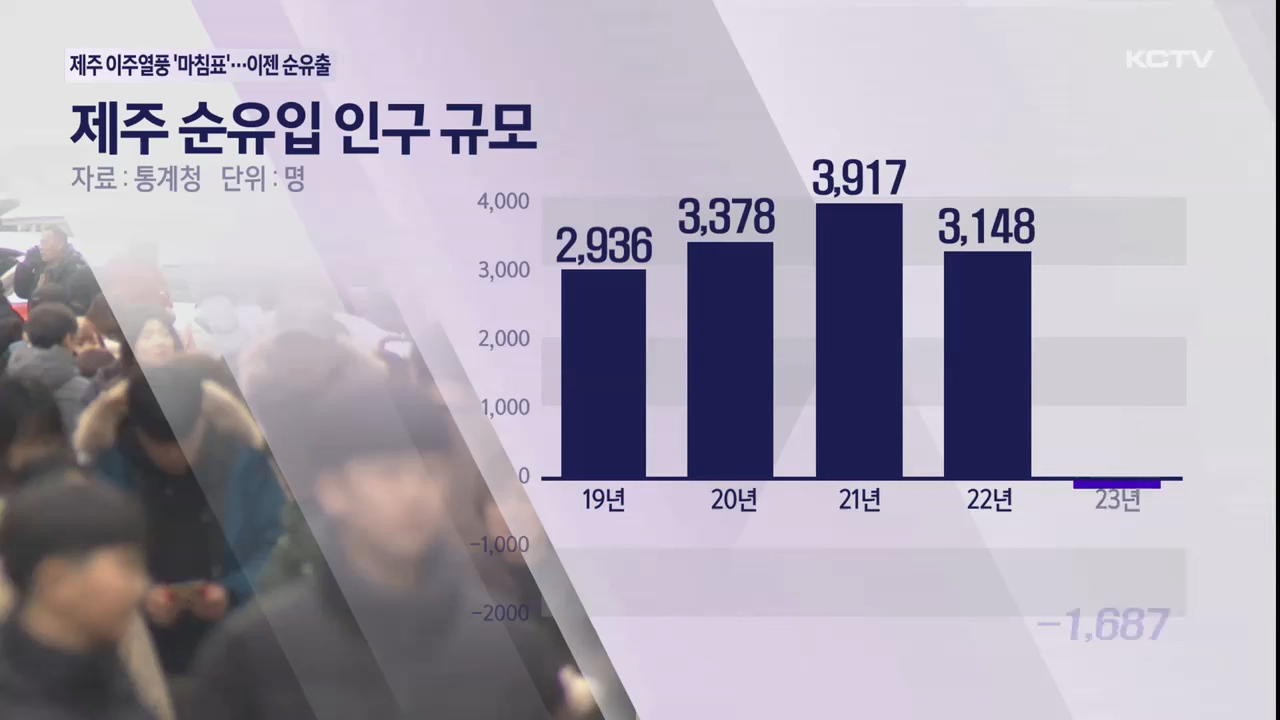 제주 이주열풍 '마침표'…이젠 순유출
KCTV
제주 순유입 인구 규모
자료 : 통계청 단위 : 명
4,000
3,000
2,000
1,000
0
-1,000
-2000
2,936
3,378
3,917
3,148
-1,687
19년
20년
21년
22년
23년